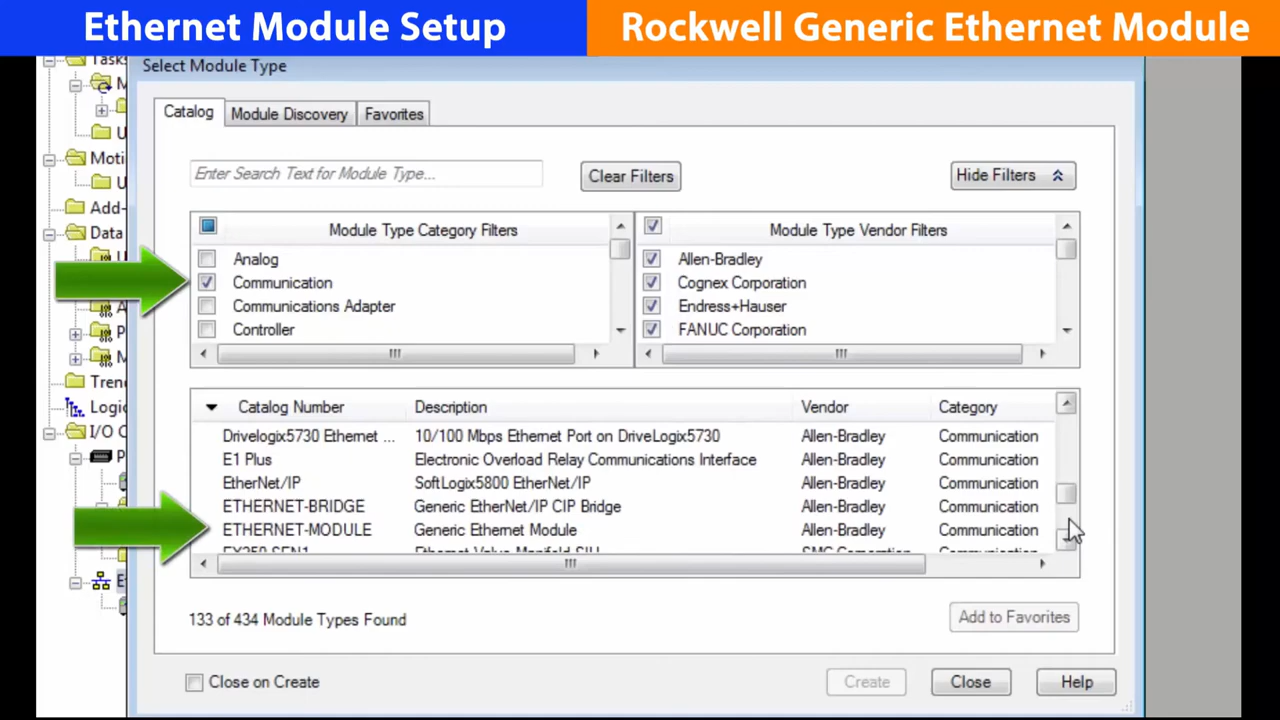 Ethernet Module Setup
Rockwell Generic Ethernet Module
Tasks
Select Module Type
M
Catalog
Module Discovery
Favorites
U
Moti
U
Enter Search Text for Module Type...
Clear Filters
Hide Filters
Add-
Data
Module Type Category Filters
Module Type Vendor Filters
Analog
Communication
Communications Adapter
Controller
Allen-Bradley
Cognex Corporation
Endress+Hauser
FANUC Corporation
P
M
Trend
Logic
I/O C
P
E
Catalog Number Description Vendor Category
Drivelogix5730 Ethernet ... 10/100 Mbps Ethernet Port on DriveLogix5730 Allen-Bradley Communication
E1 Plus Electronic Overload Relay Communications Interface Allen-Bradley Communication
EtherNet/IP SoftLogix5800 EtherNet/IP Allen-Bradley Communication
ETHERNET-BRIDGE Generic EtherNet/IP CIP Bridge Allen-Bradley Communication
ETHERNET-MODULE Generic Ethernet Module Allen-Bradley Communication
133 of 434 Module Types Found
Add to Favorites
Close on Create
Create
Close
Help